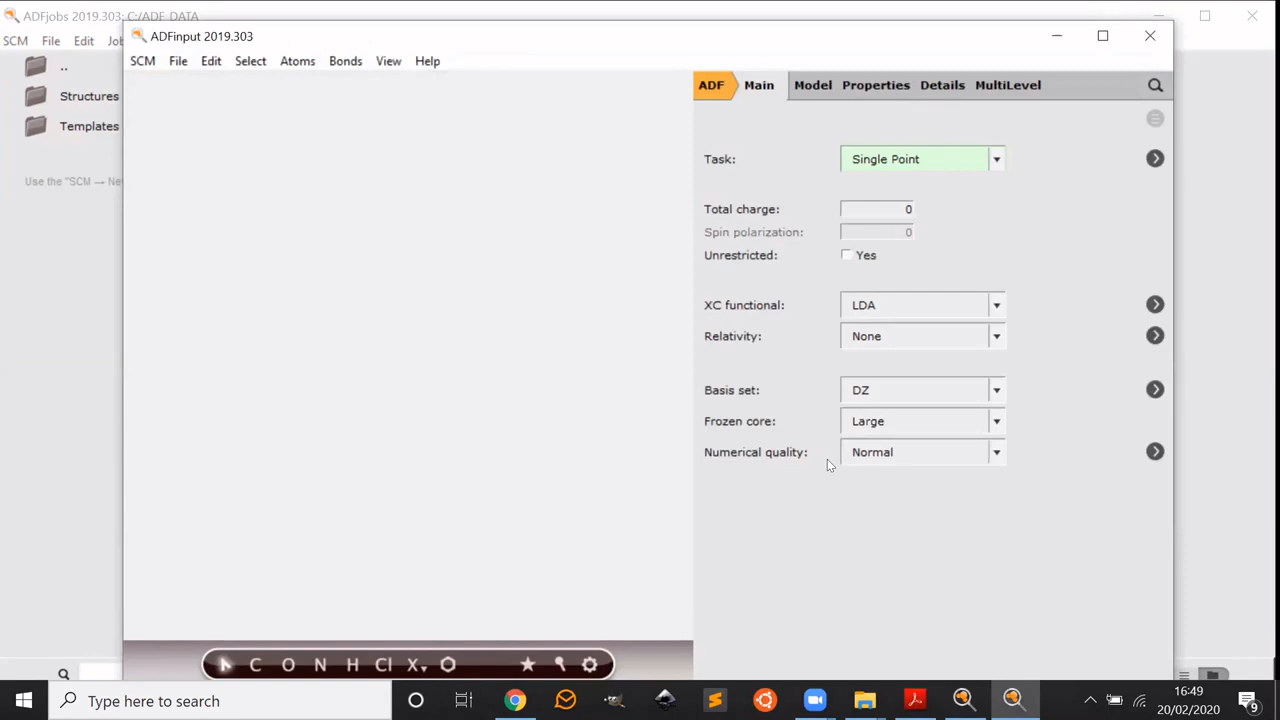 ADFjobs 2019.303: C:/ADF_DATA
SCM File Edit Jo
..
Structures
Templates
Use the "SCM → Ne
ADFinput 2019.303
SCM File Edit Select Atoms Bonds View Help
ADF Main Model Properties Details MultiLevel
Task: Single Point
Total charge: 0
Spin polarization: 0
Unrestricted: Yes
XC functional: LDA
Relativity: None
Basis set: DZ
Frozen core: Large
Numerical quality: Normal
C O N H Cl X
Type here to search
16:49
20/02/2020
9